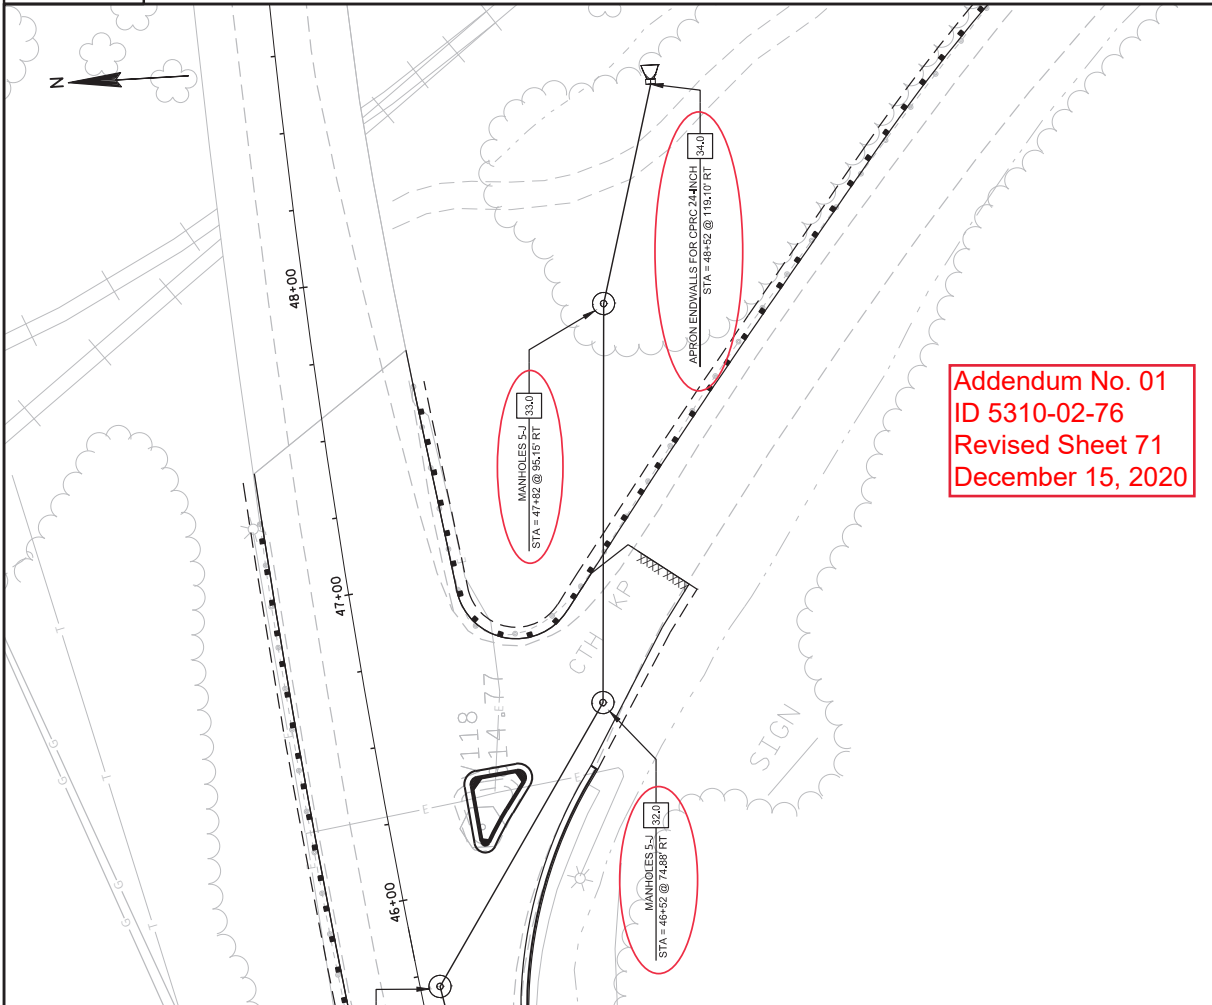 N
48+00
34.0
APRON ENDWALLS FOR CPRC 24-INCH
STA = 48+52 @ 119.10' RT
33.0
MANHOLES 5-J
STA = 47+82 @ 95.15' RT
Addendum No. 01
ID 5310-02-76
Revised Sheet 71
December 15, 2020
47+00
CTH KP
SIGN
E
E
E
T
T
T
G
G
G
G
32.0
MANHOLES 5-J
STA = 46+52 @ 74.88' RT
46+00